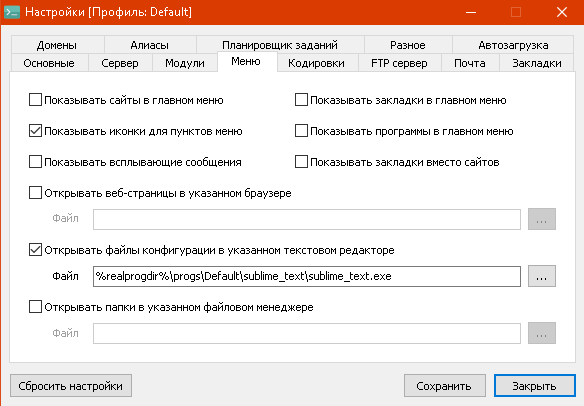 Настройки [Профиль: Default]
Домены Алиасы Планировщик заданий Разное Автозагрузка
Основные Сервер Модули Меню Кодировки FTP сервер Почта Закладки
Показывать сайты в главном меню Показывать закладки в главном меню
Показывать иконки для пунктов меню Показывать программы в главном меню
Показывать всплывающие сообщения Показывать закладки вместо сайтов
Открывать веб-страницы в указанном браузере
Файл ...
Открывать файлы конфигурации в указанном текстовом редакторе
Файл %realprogdir%\progs\Default\sublime_text\sublime_text.exe ...
Открывать папки в указанном файловом менеджере
Файл ...
Сбросить настройки Сохранить Закрыть